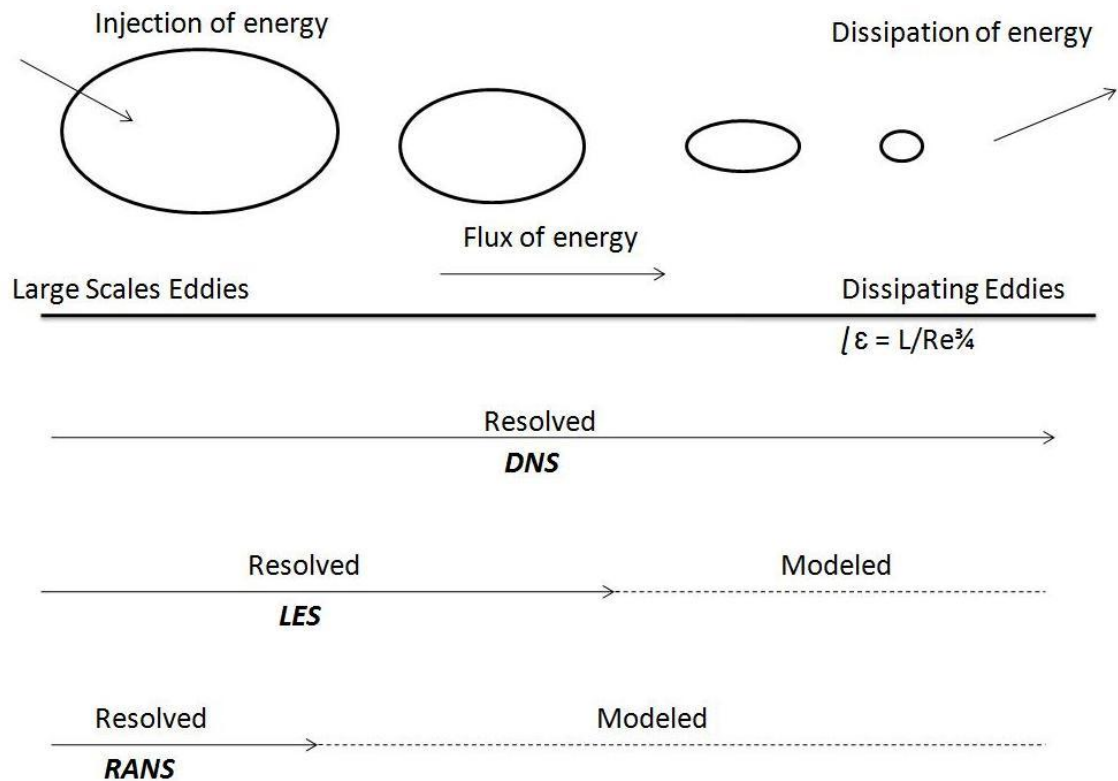 Injection of energy
Dissipation of energy
Flux of energy
Large Scales Eddies
Dissipating Eddies
[ ε = L/Re¾
Resolved
DNS
Resolved
Modeled
LES
Resolved
Modeled
RANS